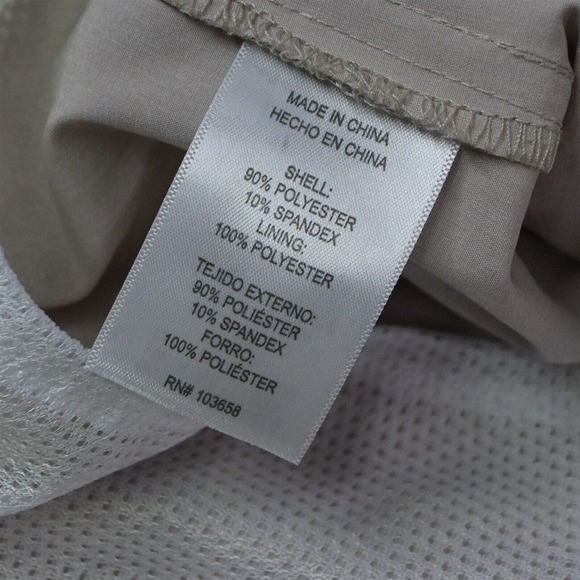 MADE IN CHINA
HECHO EN CHINA
SHELL:
90% POLYESTER
10% SPANDEX
LINING:
100% POLYESTER
TEJIDO EXTERNO:
90% POLIÉSTER
10% SPANDEX
FORRO:
100% POLIÉSTER
RN# 103658